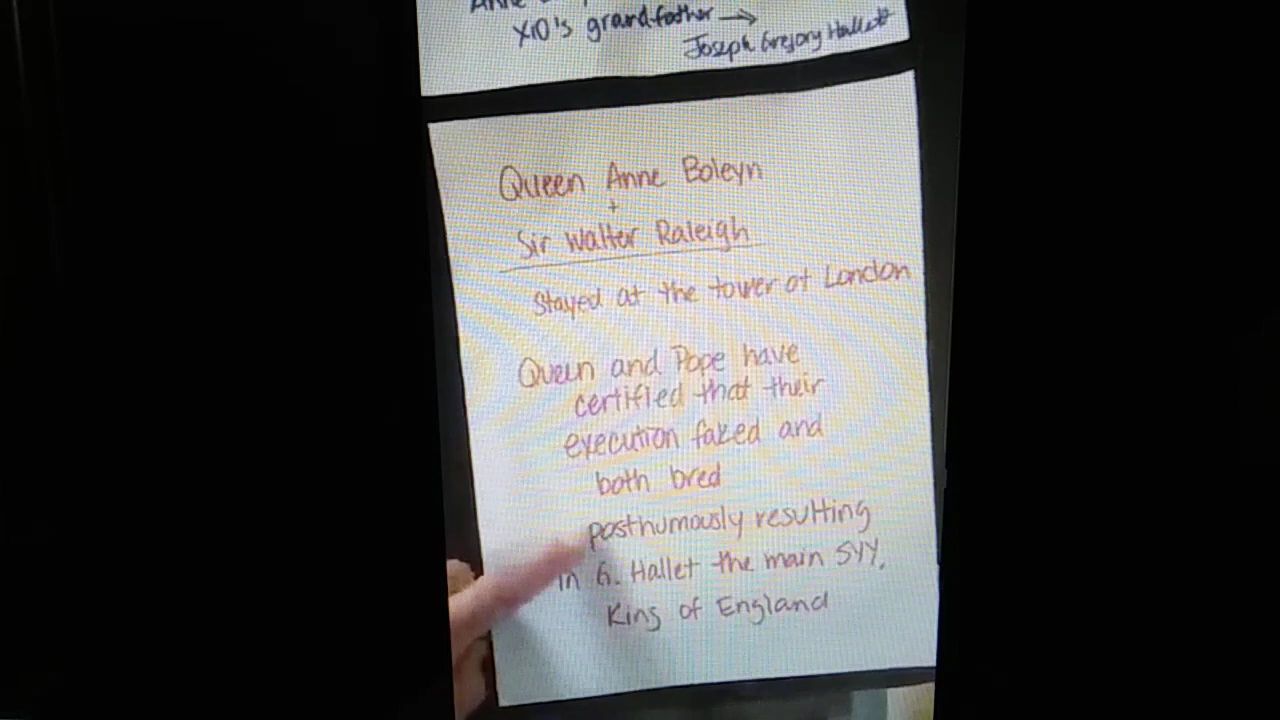 x10's grandfather →
Joseph Gregory Hallett
Queen Anne Boleyn
+
Sir Walter Raleigh
Stayed at the tower of London
Queen and Pope have
certified that their
execution faked and
both bred
posthumously resulting
in G. Hallet the main SYY,
King of England